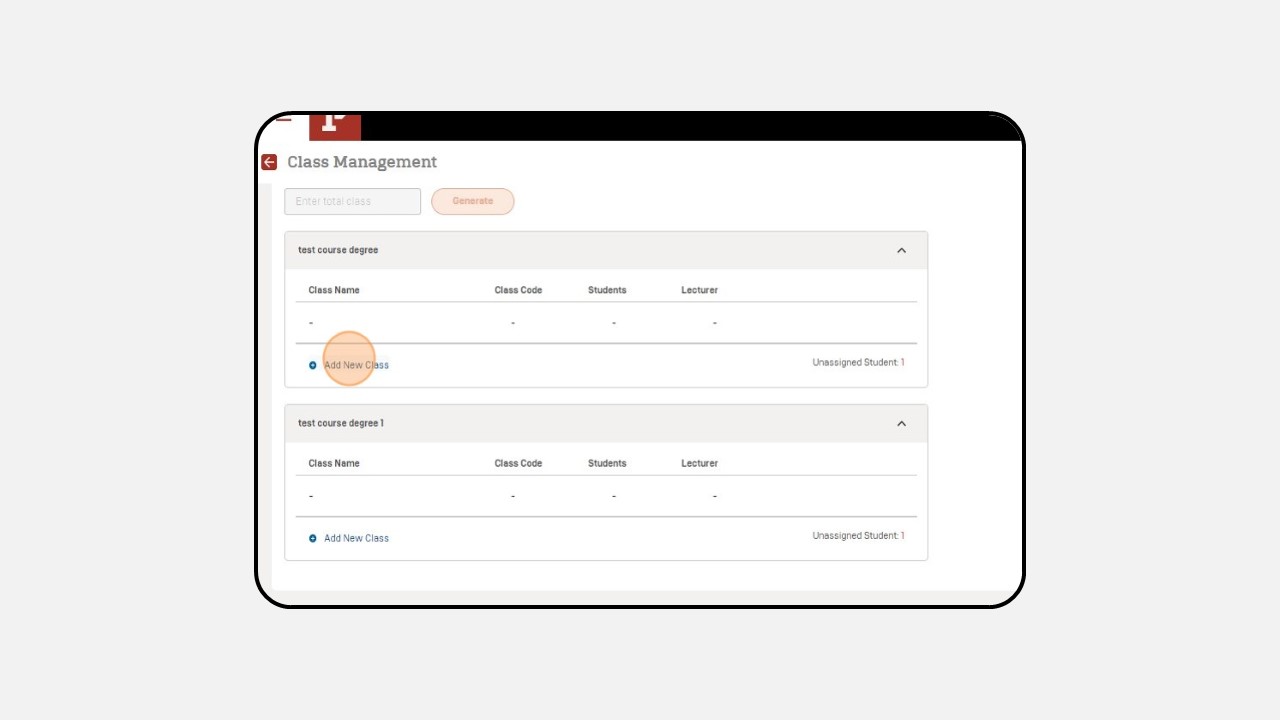 Class Management
Enter total class Generate
test course degree
Class Name Class Code Students Lecturer
- - - -
Add New Class Unassigned Student: 1
test course degree 1
Class Name Class Code Students Lecturer
- - - -
Add New Class Unassigned Student: 1